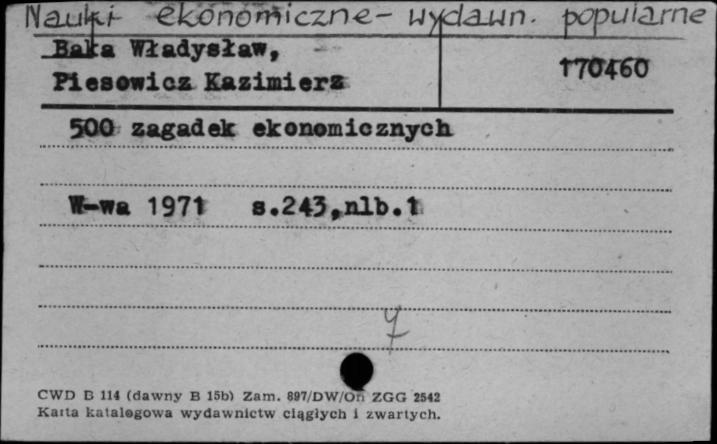 Nauki ekonomiczne - wydawn. popularne
Baka Władysław,
Piesowicz Kazimierz
170460
500 zagadek ekonomicznych
W-wa 1971 s.243,nlb.1
y
CWD B 114 (dawny B 15b) Zam. 897/DW/On ZGG 2542
Karta katalogowa wydawnictw ciągłych i zwartych.